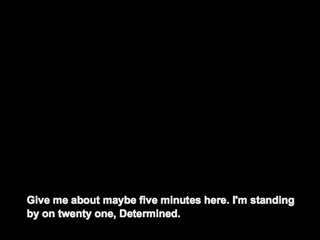 Give me about maybe five minutes here. I'm standing
by on twenty one, Determined.